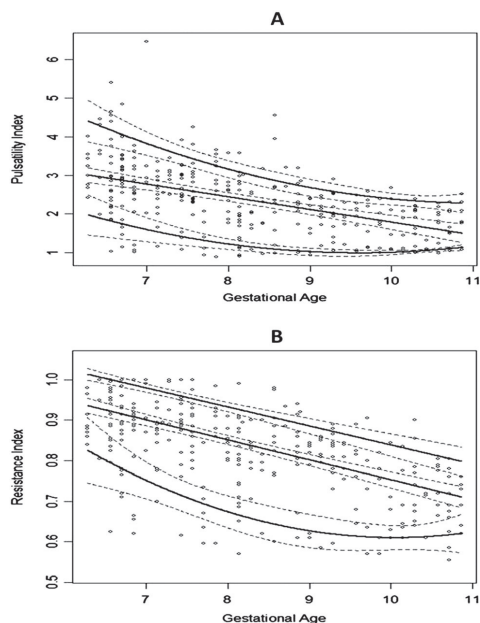 A
6
5
4
3
2
1
Pulsatility Index
7 8 9 10 11
Gestational Age
B
1.0
0.9
0.8
0.7
0.6
0.5
Resistance Index
7 8 9 10 11
Gestational Age